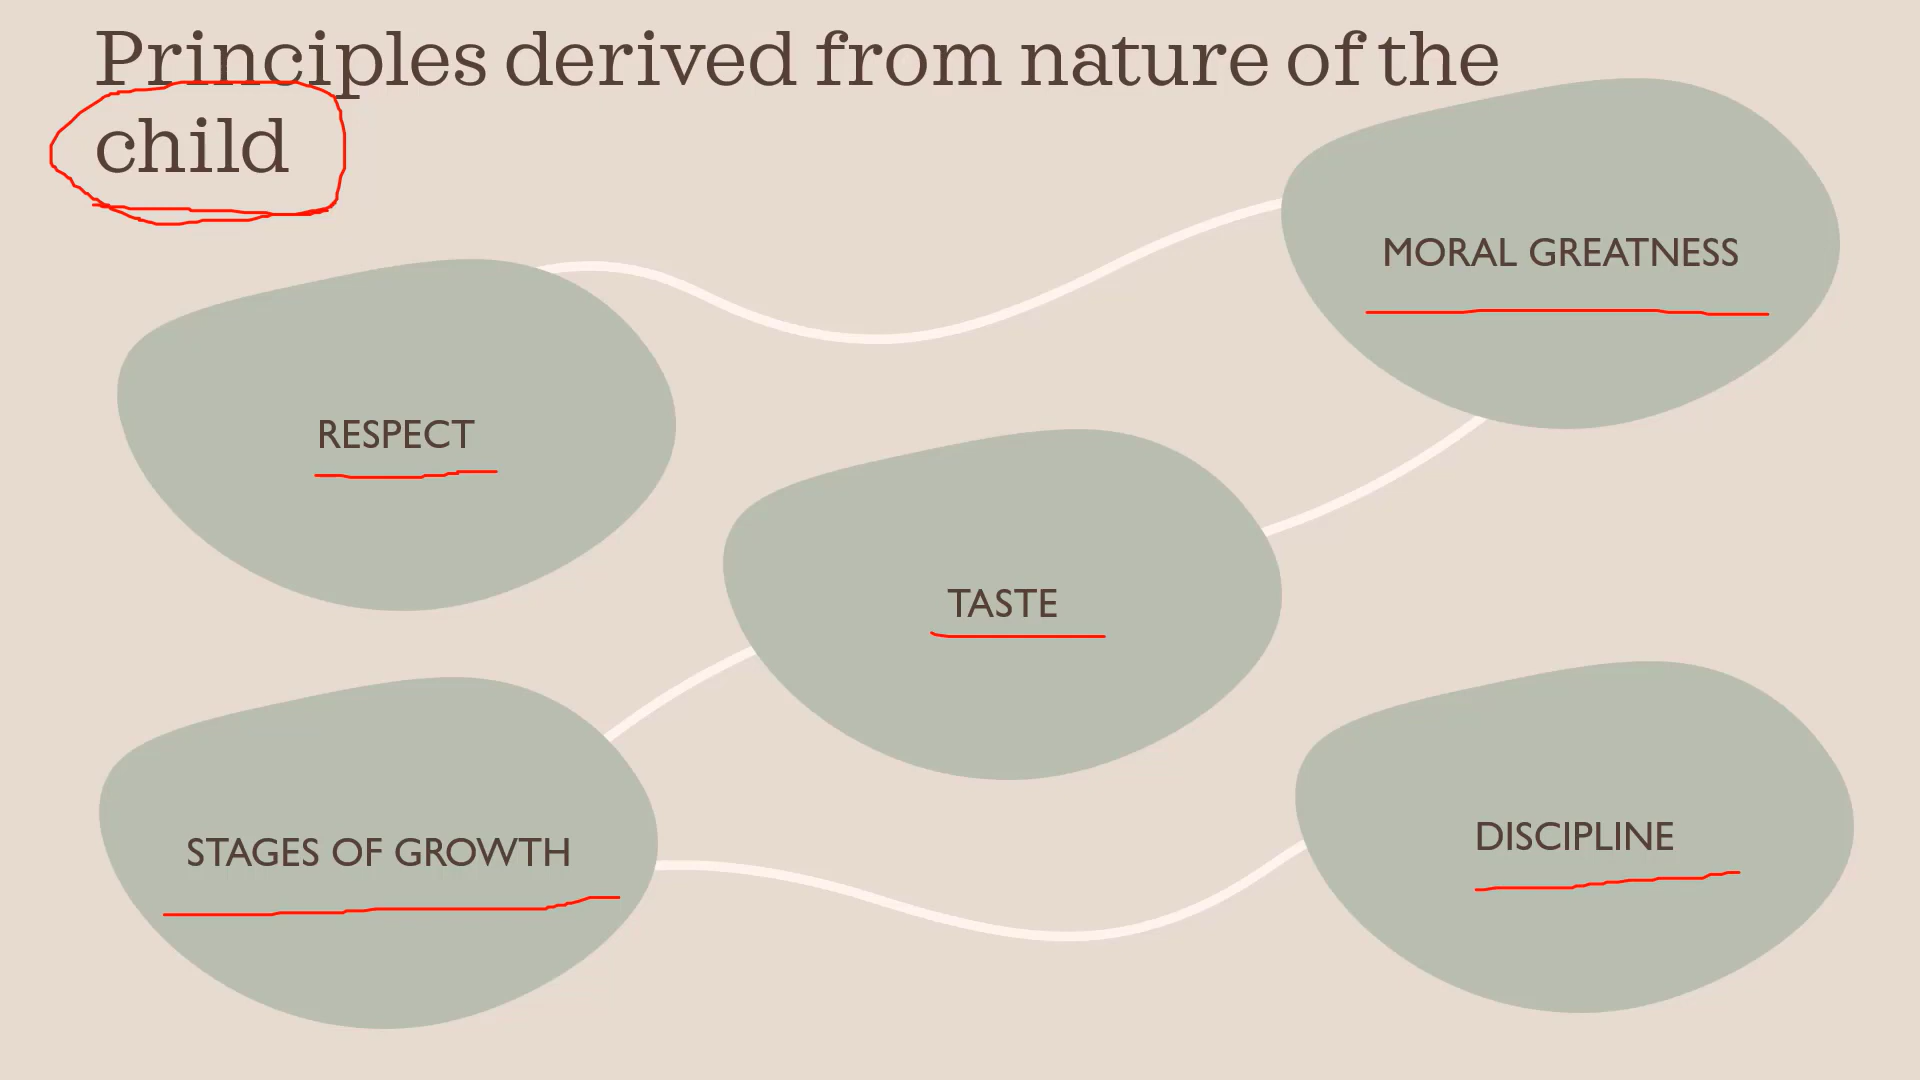 Principles derived from nature of the
child
MORAL GREATNESS
RESPECT
TASTE
STAGES OF GROWTH
DISCIPLINE